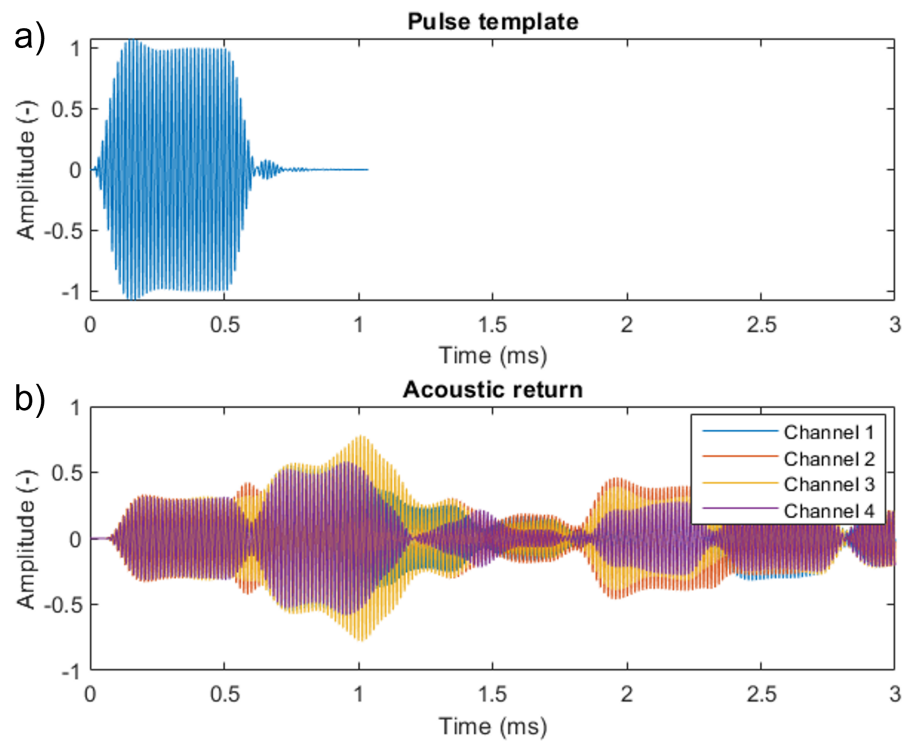 a)
Pulse template
Amplitude (-)
1
0.5
0
-0.5
-1
0 0.5 1 1.5 2 2.5 3
Time (ms)
b)
Acoustic return
Amplitude (-)
1
0.5
0
-0.5
-1
Channel 1
Channel 2
Channel 3
Channel 4
0 0.5 1 1.5 2 2.5 3
Time (ms)